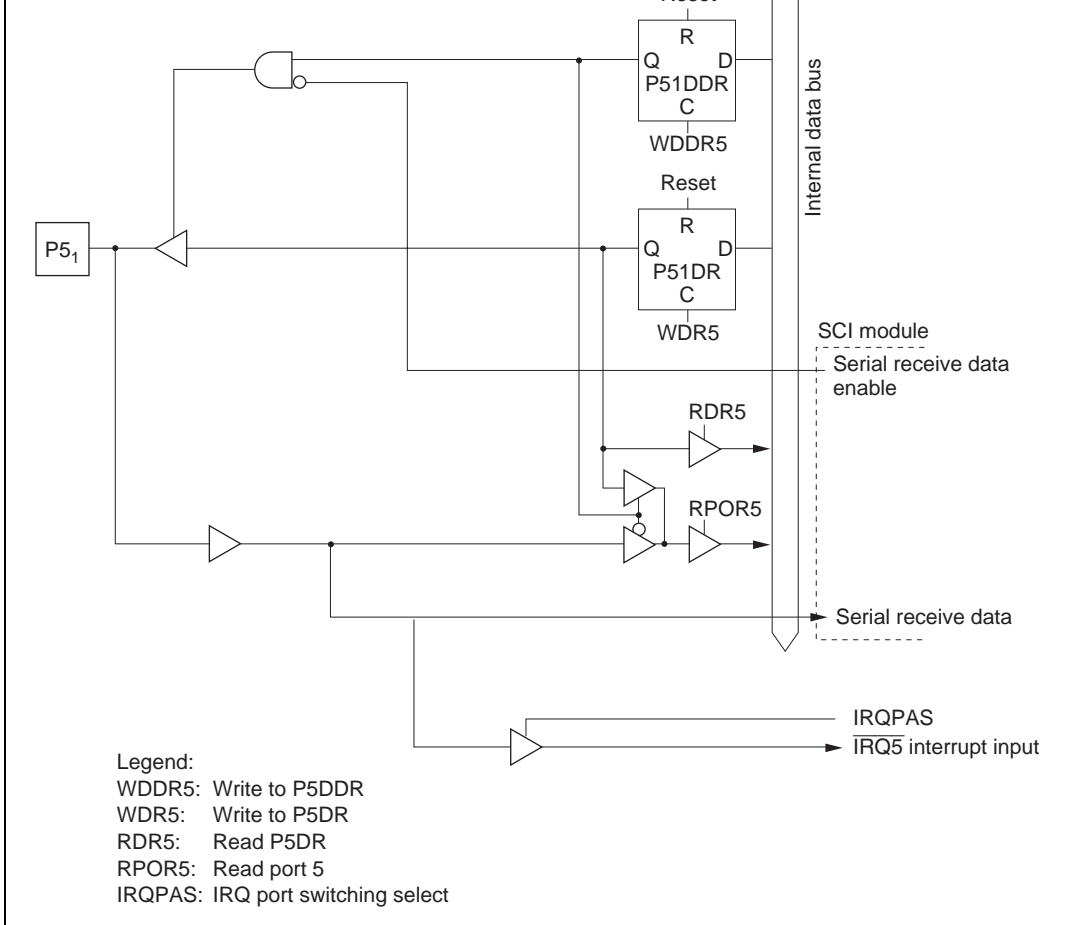 Reset
R
Q D
P51DDR
C
WDDR5
Internal data bus
Reset
R
P5₁
Q D
P51DR
C
WDR5
SCI module
Serial receive data
enable
RDR5
RPOR5
Serial receive data
IRQPAS
I̅R̅Q̅5̅ interrupt input
Legend:
WDDR5: Write to P5DDR
WDR5: Write to P5DR
RDR5: Read P5DR
RPOR5: Read port 5
IRQPAS: IRQ port switching select